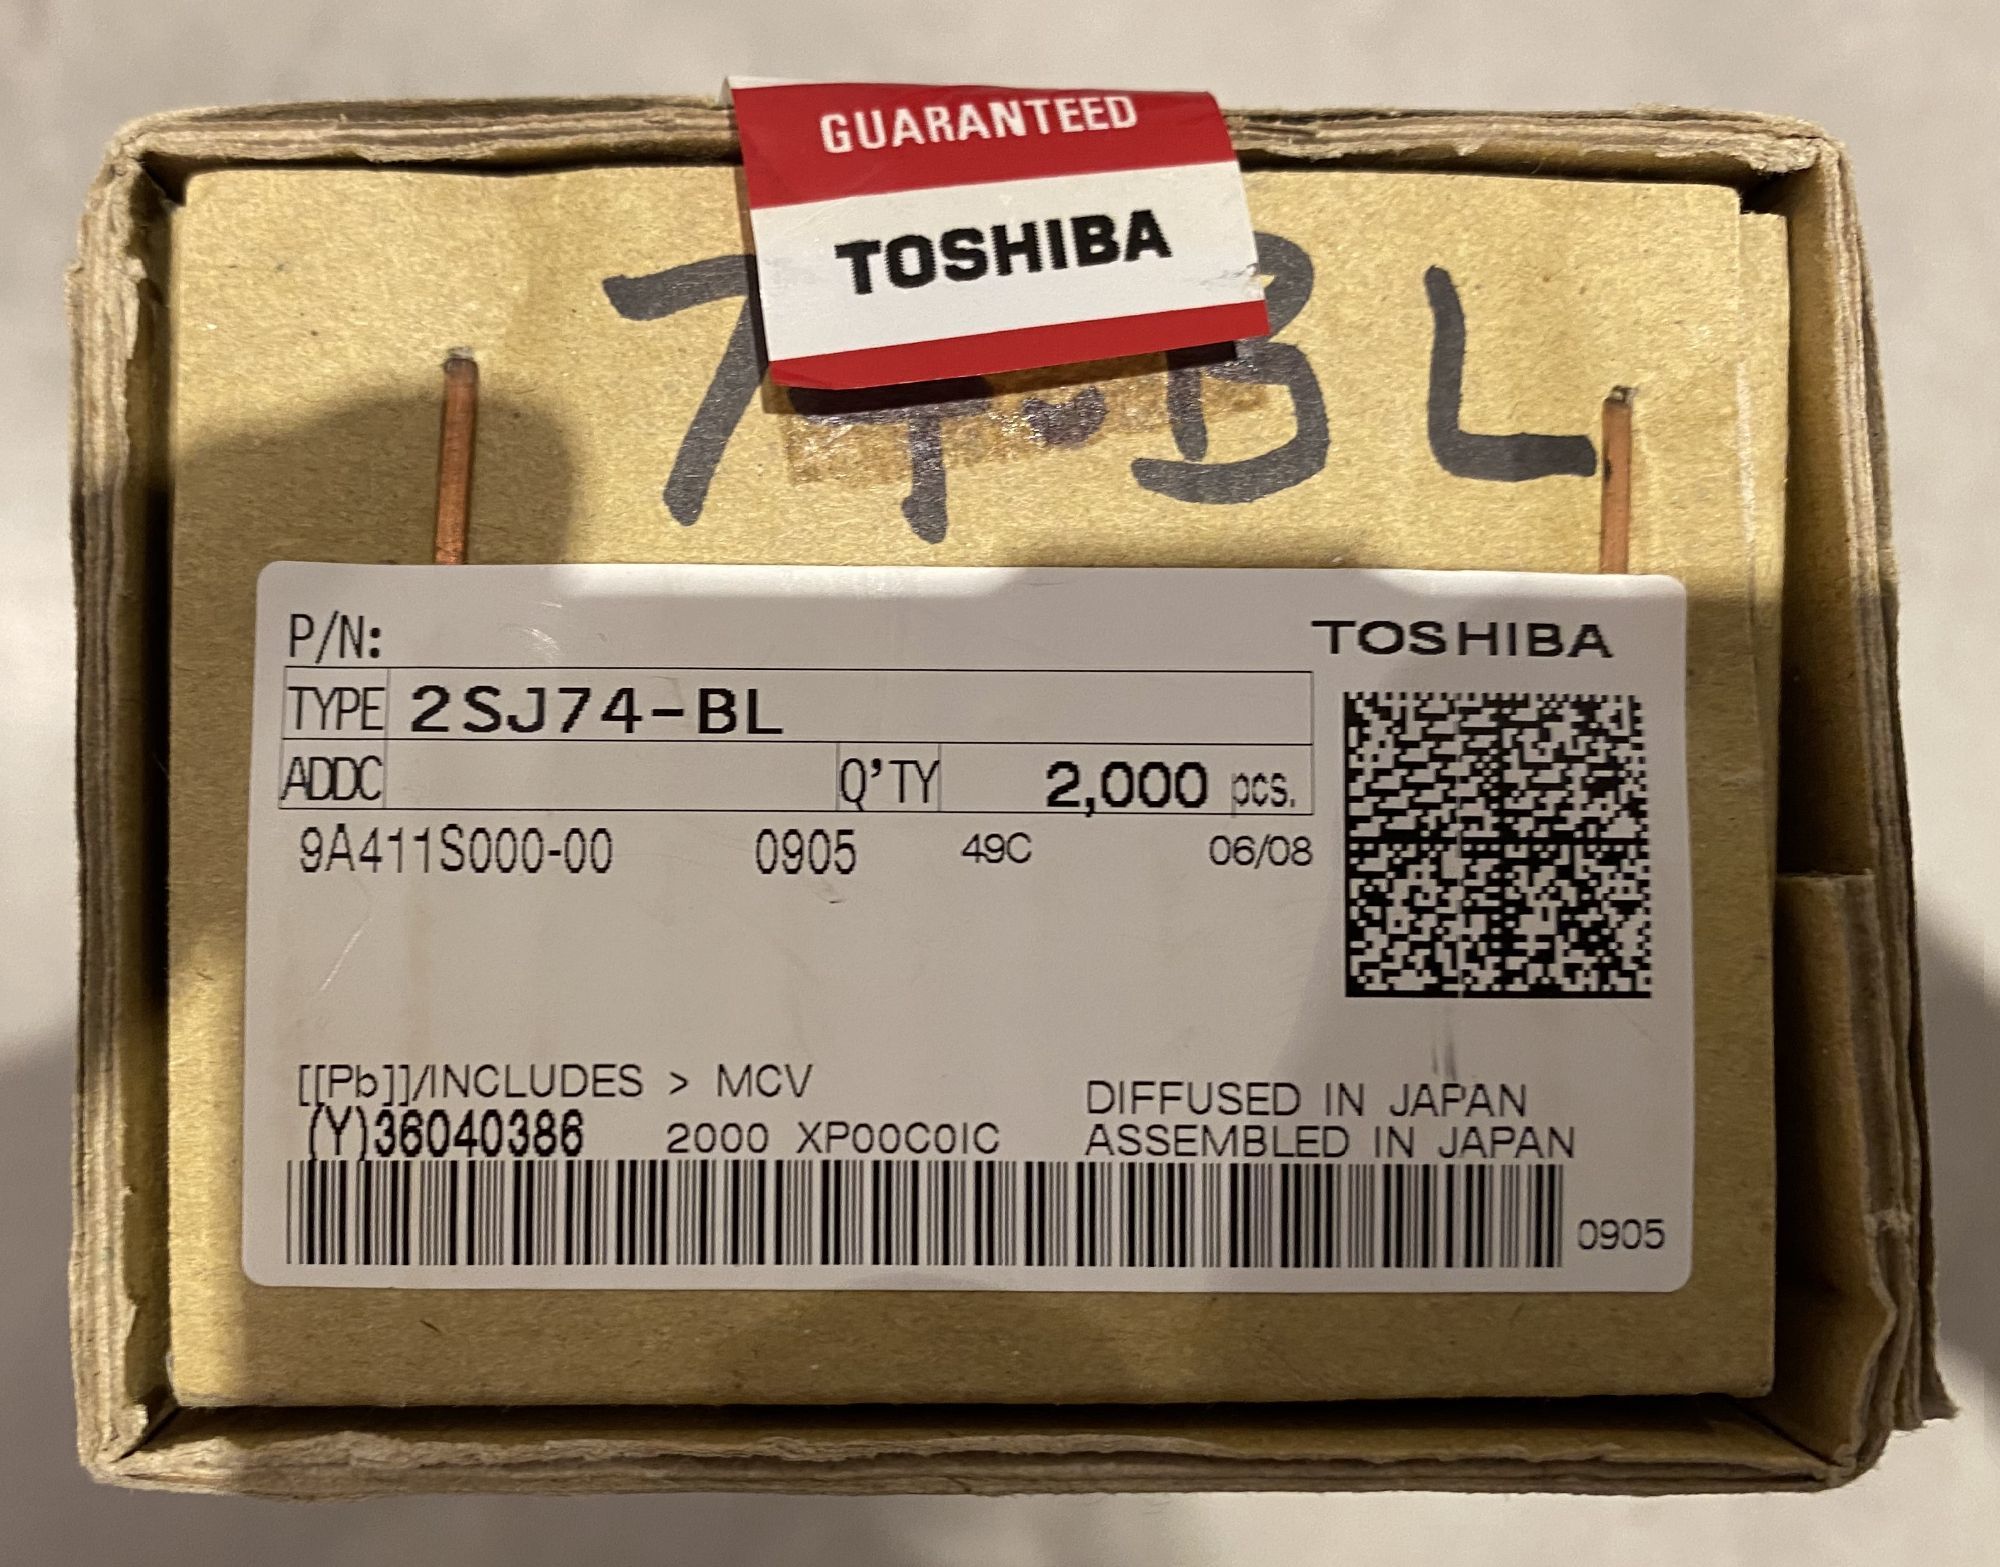 GUARANTEED
TOSHIBA
74-BL
P/N:
TOSHIBA
TYPE 2SJ74-BL
ADDC Q'TY 2,000 pcs.
9A411S000-00 0905 49C 06/08
[[Pb]]/INCLUDES > MCV
DIFFUSED IN JAPAN
(Y)36040386 2000 XP00C0IC
ASSEMBLED IN JAPAN
0905